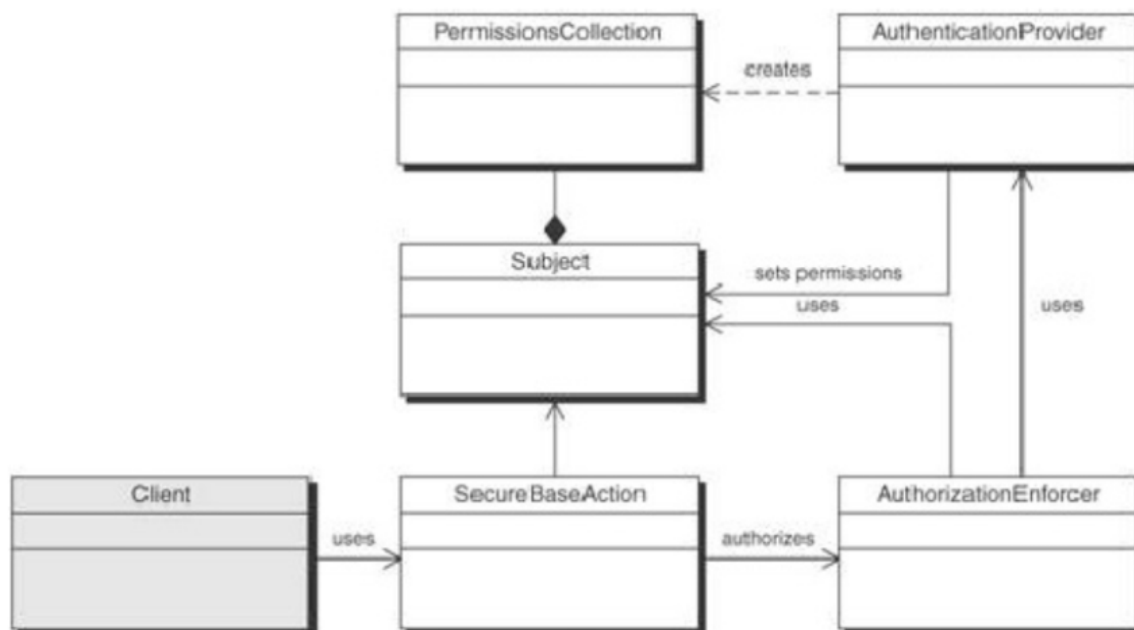 PermissionsCollection
AuthenticationProvider
creates
Subject
sets permissions
uses
uses
Client
SecureBaseAction
AuthorizationEnforcer
uses
authorizes